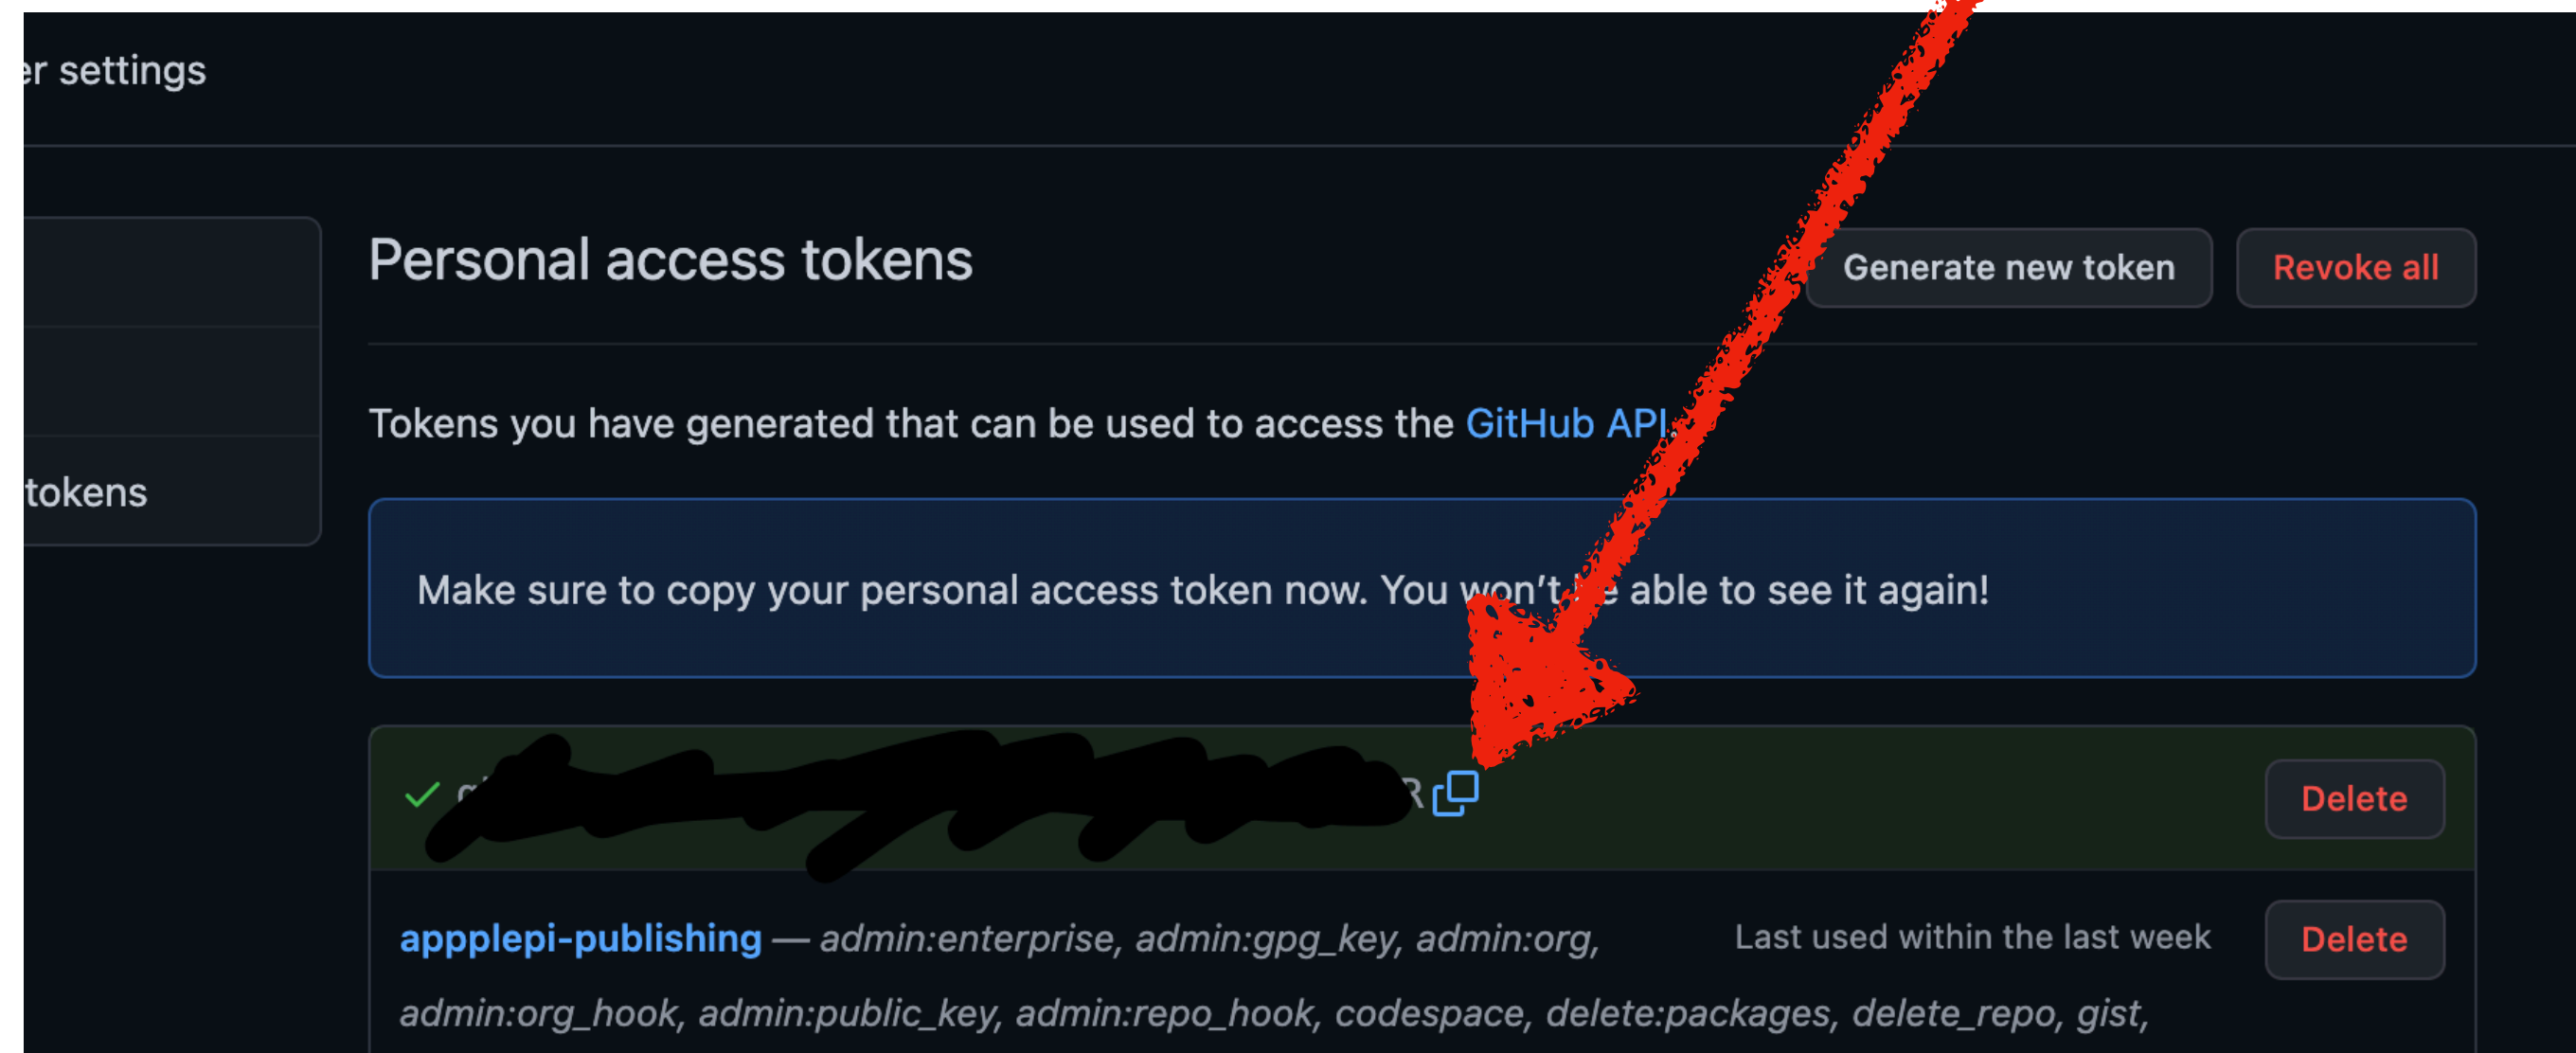 er settings
Personal access tokens
Generate new token
Revoke all
Tokens you have generated that can be used to access the GitHub API.
tokens
Make sure to copy your personal access token now. You won't be able to see it again!
R
Delete
appplepi-publishing — admin:enterprise, admin:gpg_key, admin:org,
Last used within the last week
Delete
admin:org_hook, admin:public_key, admin:repo_hook, codespace, delete:packages, delete_repo, gist,